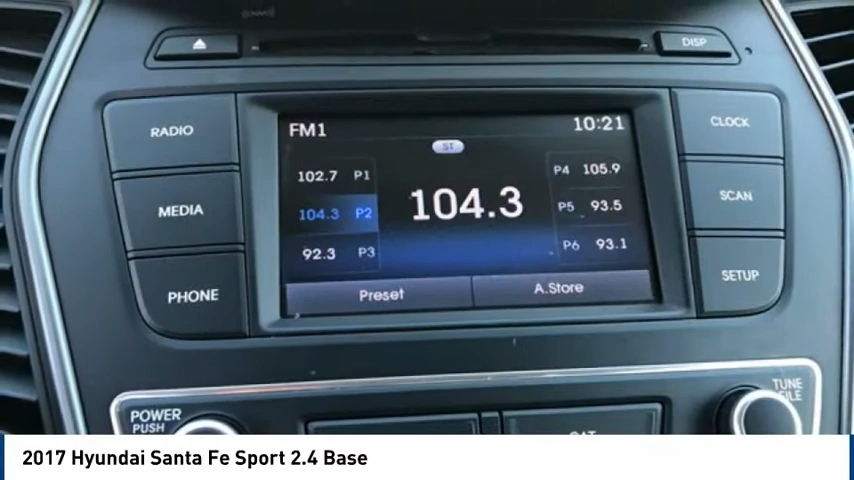 DISP
RADIO
MEDIA
PHONE
FM1
10:21
ST
102.7 P1
104.3 P2
92.3 P3
104.3
P4 105.9
P5 93.5
P6 93.1
Preset
A.Store
CLOCK
SCAN
SETUP
POWER
PUSH
TUNE
FILE
2017 Hyundai Santa Fe Sport 2.4 Base